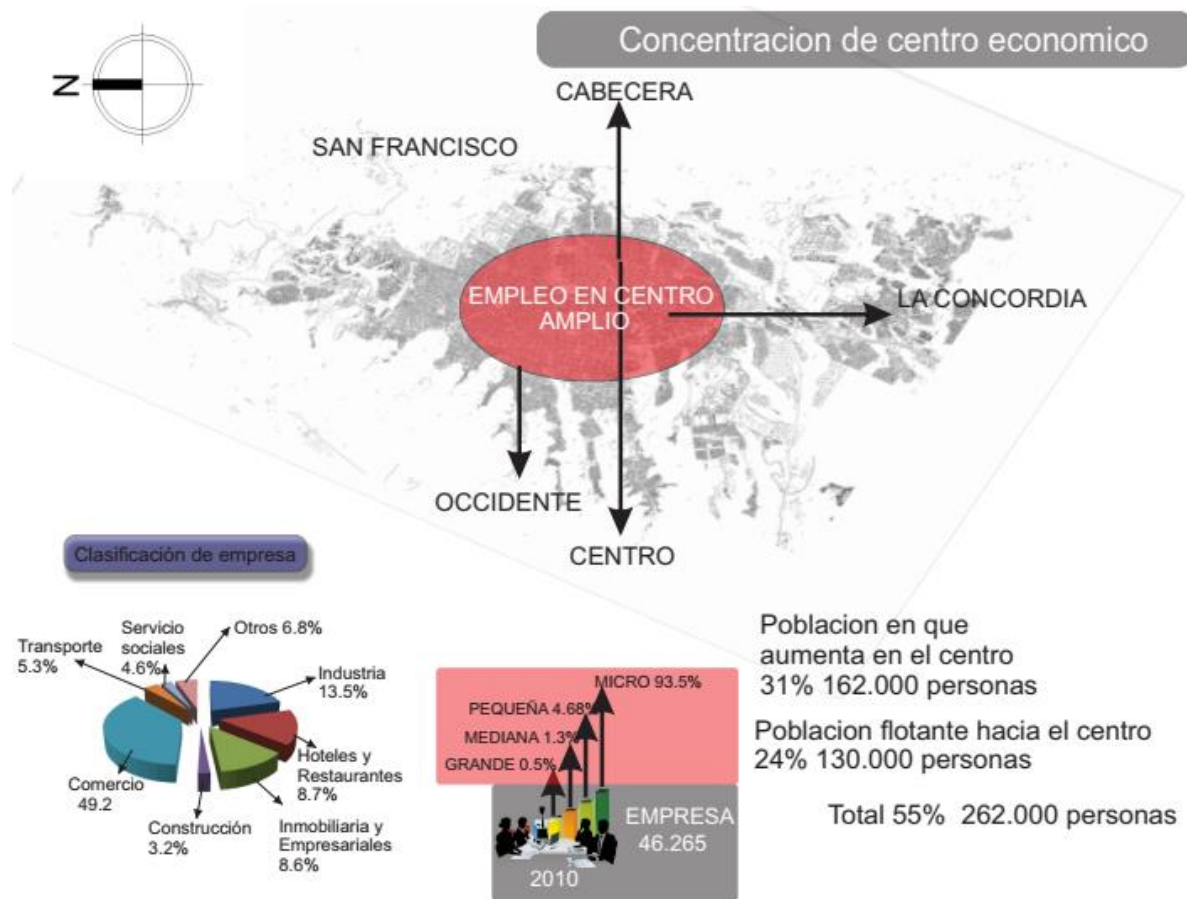 Concentracion de centro economico
N
CABECERA
SAN FRANCISCO
EMPLEO EN CENTRO
AMPLIO
LA CONCORDIA
OCCIDENTE
CENTRO
Clasificación de empresa
Otros 6.8%
Servicio
sociales
4.6%
Transporte
5.3%
Industria
13.5%
Hoteles y
Restaurantes
8.7%
Comercio
49.2
Construcción
3.2%
Inmobiliaria y
Empresariales
8.6%
MICRO 93.5%
PEQUEÑA 4.68%
MEDIANA 1.3%
GRANDE 0.5%
EMPRESA
46.265
2010
Poblacion en que
aumenta en el centro
31% 162.000 personas
Poblacion flotante hacia el centro
24% 130.000 personas
Total 55% 262.000 personas